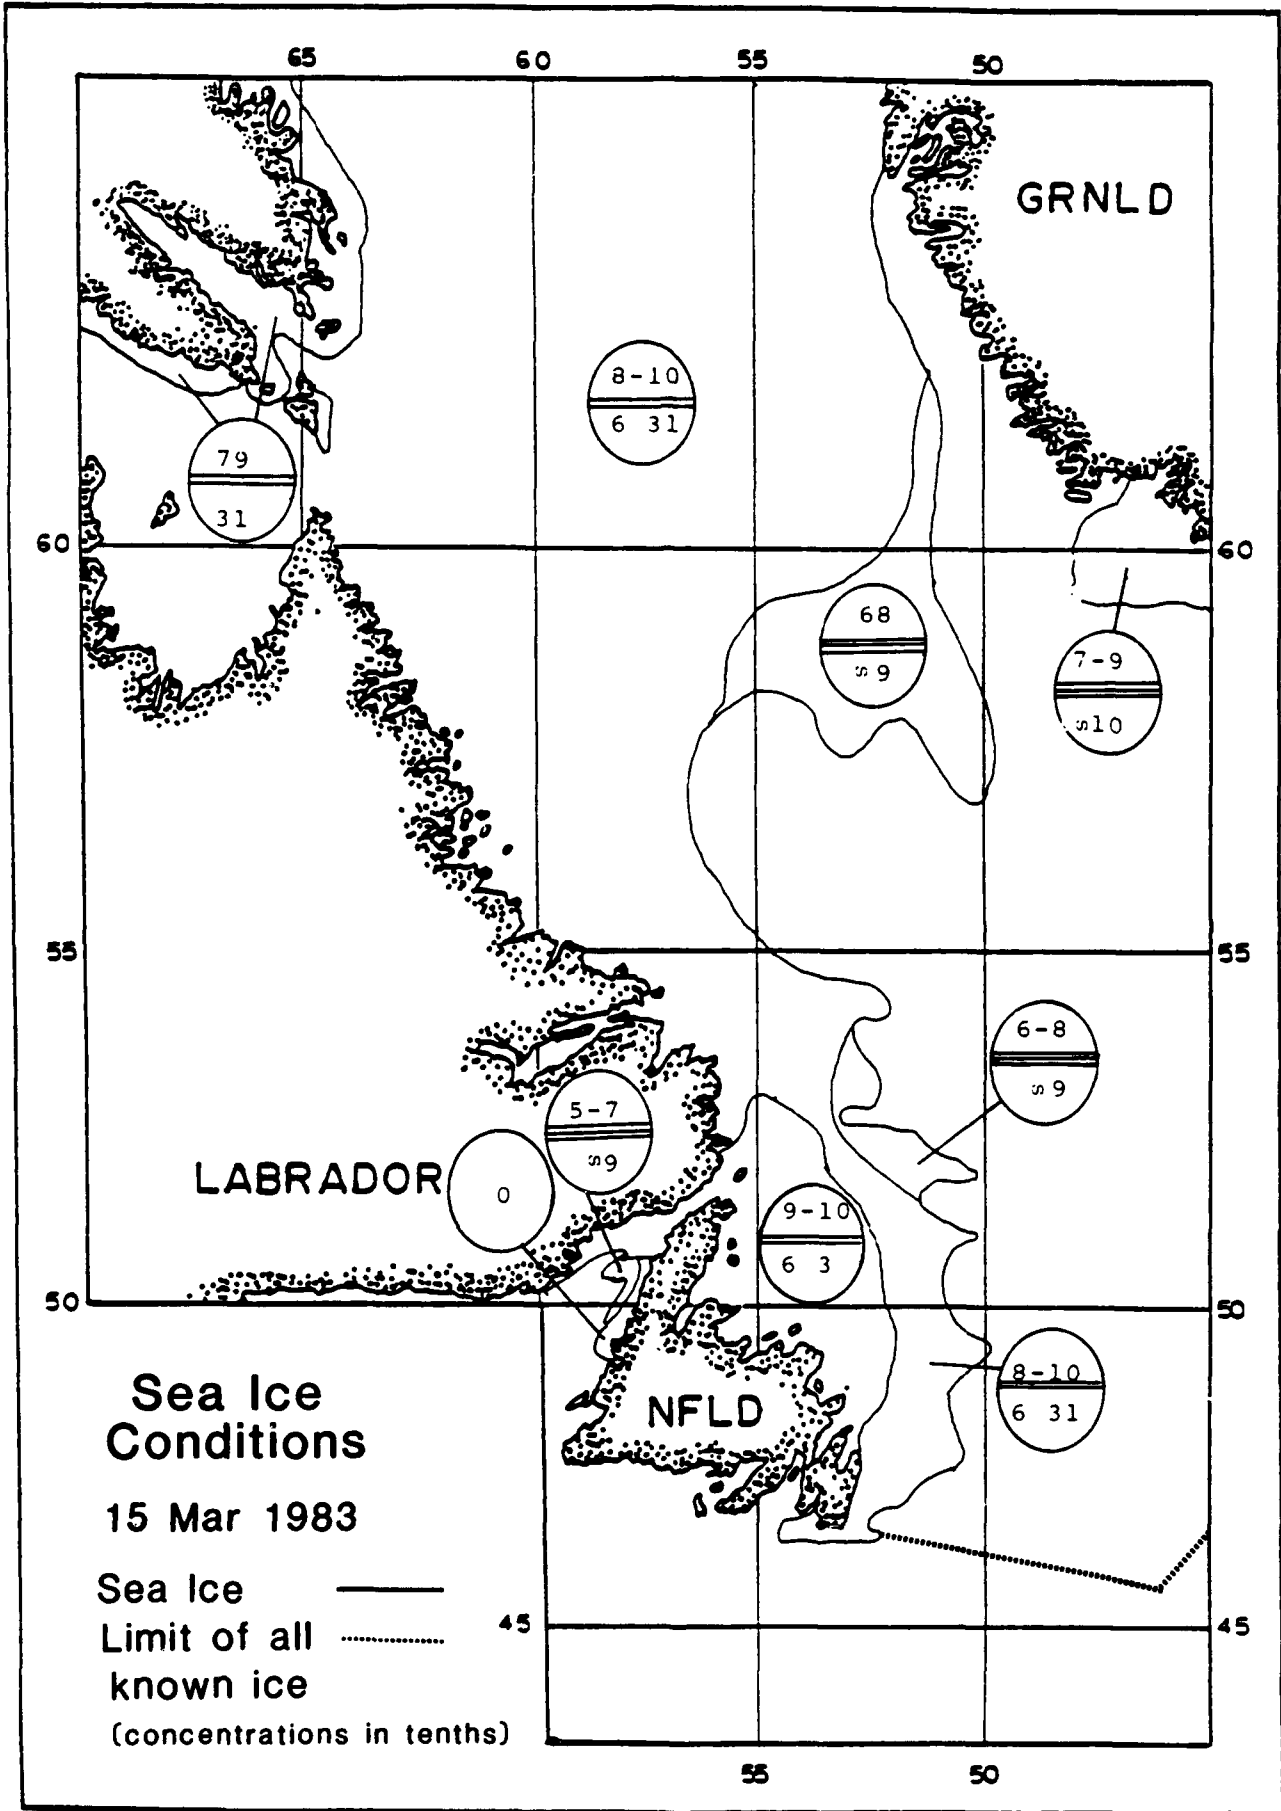 65 60 55 50
GRNLD
8-10
6 31
79
31
60 60
68
s 9
7-9
s10
55 55
6-8
s 9
5-7
s9
LABRADOR
0
9-10
6 3
50 50
8-10
6 31
NFLD
Sea Ice
Conditions
15 Mar 1983
Sea Ice
Limit of all
known ice
(concentrations in tenths)
45 45
55 50